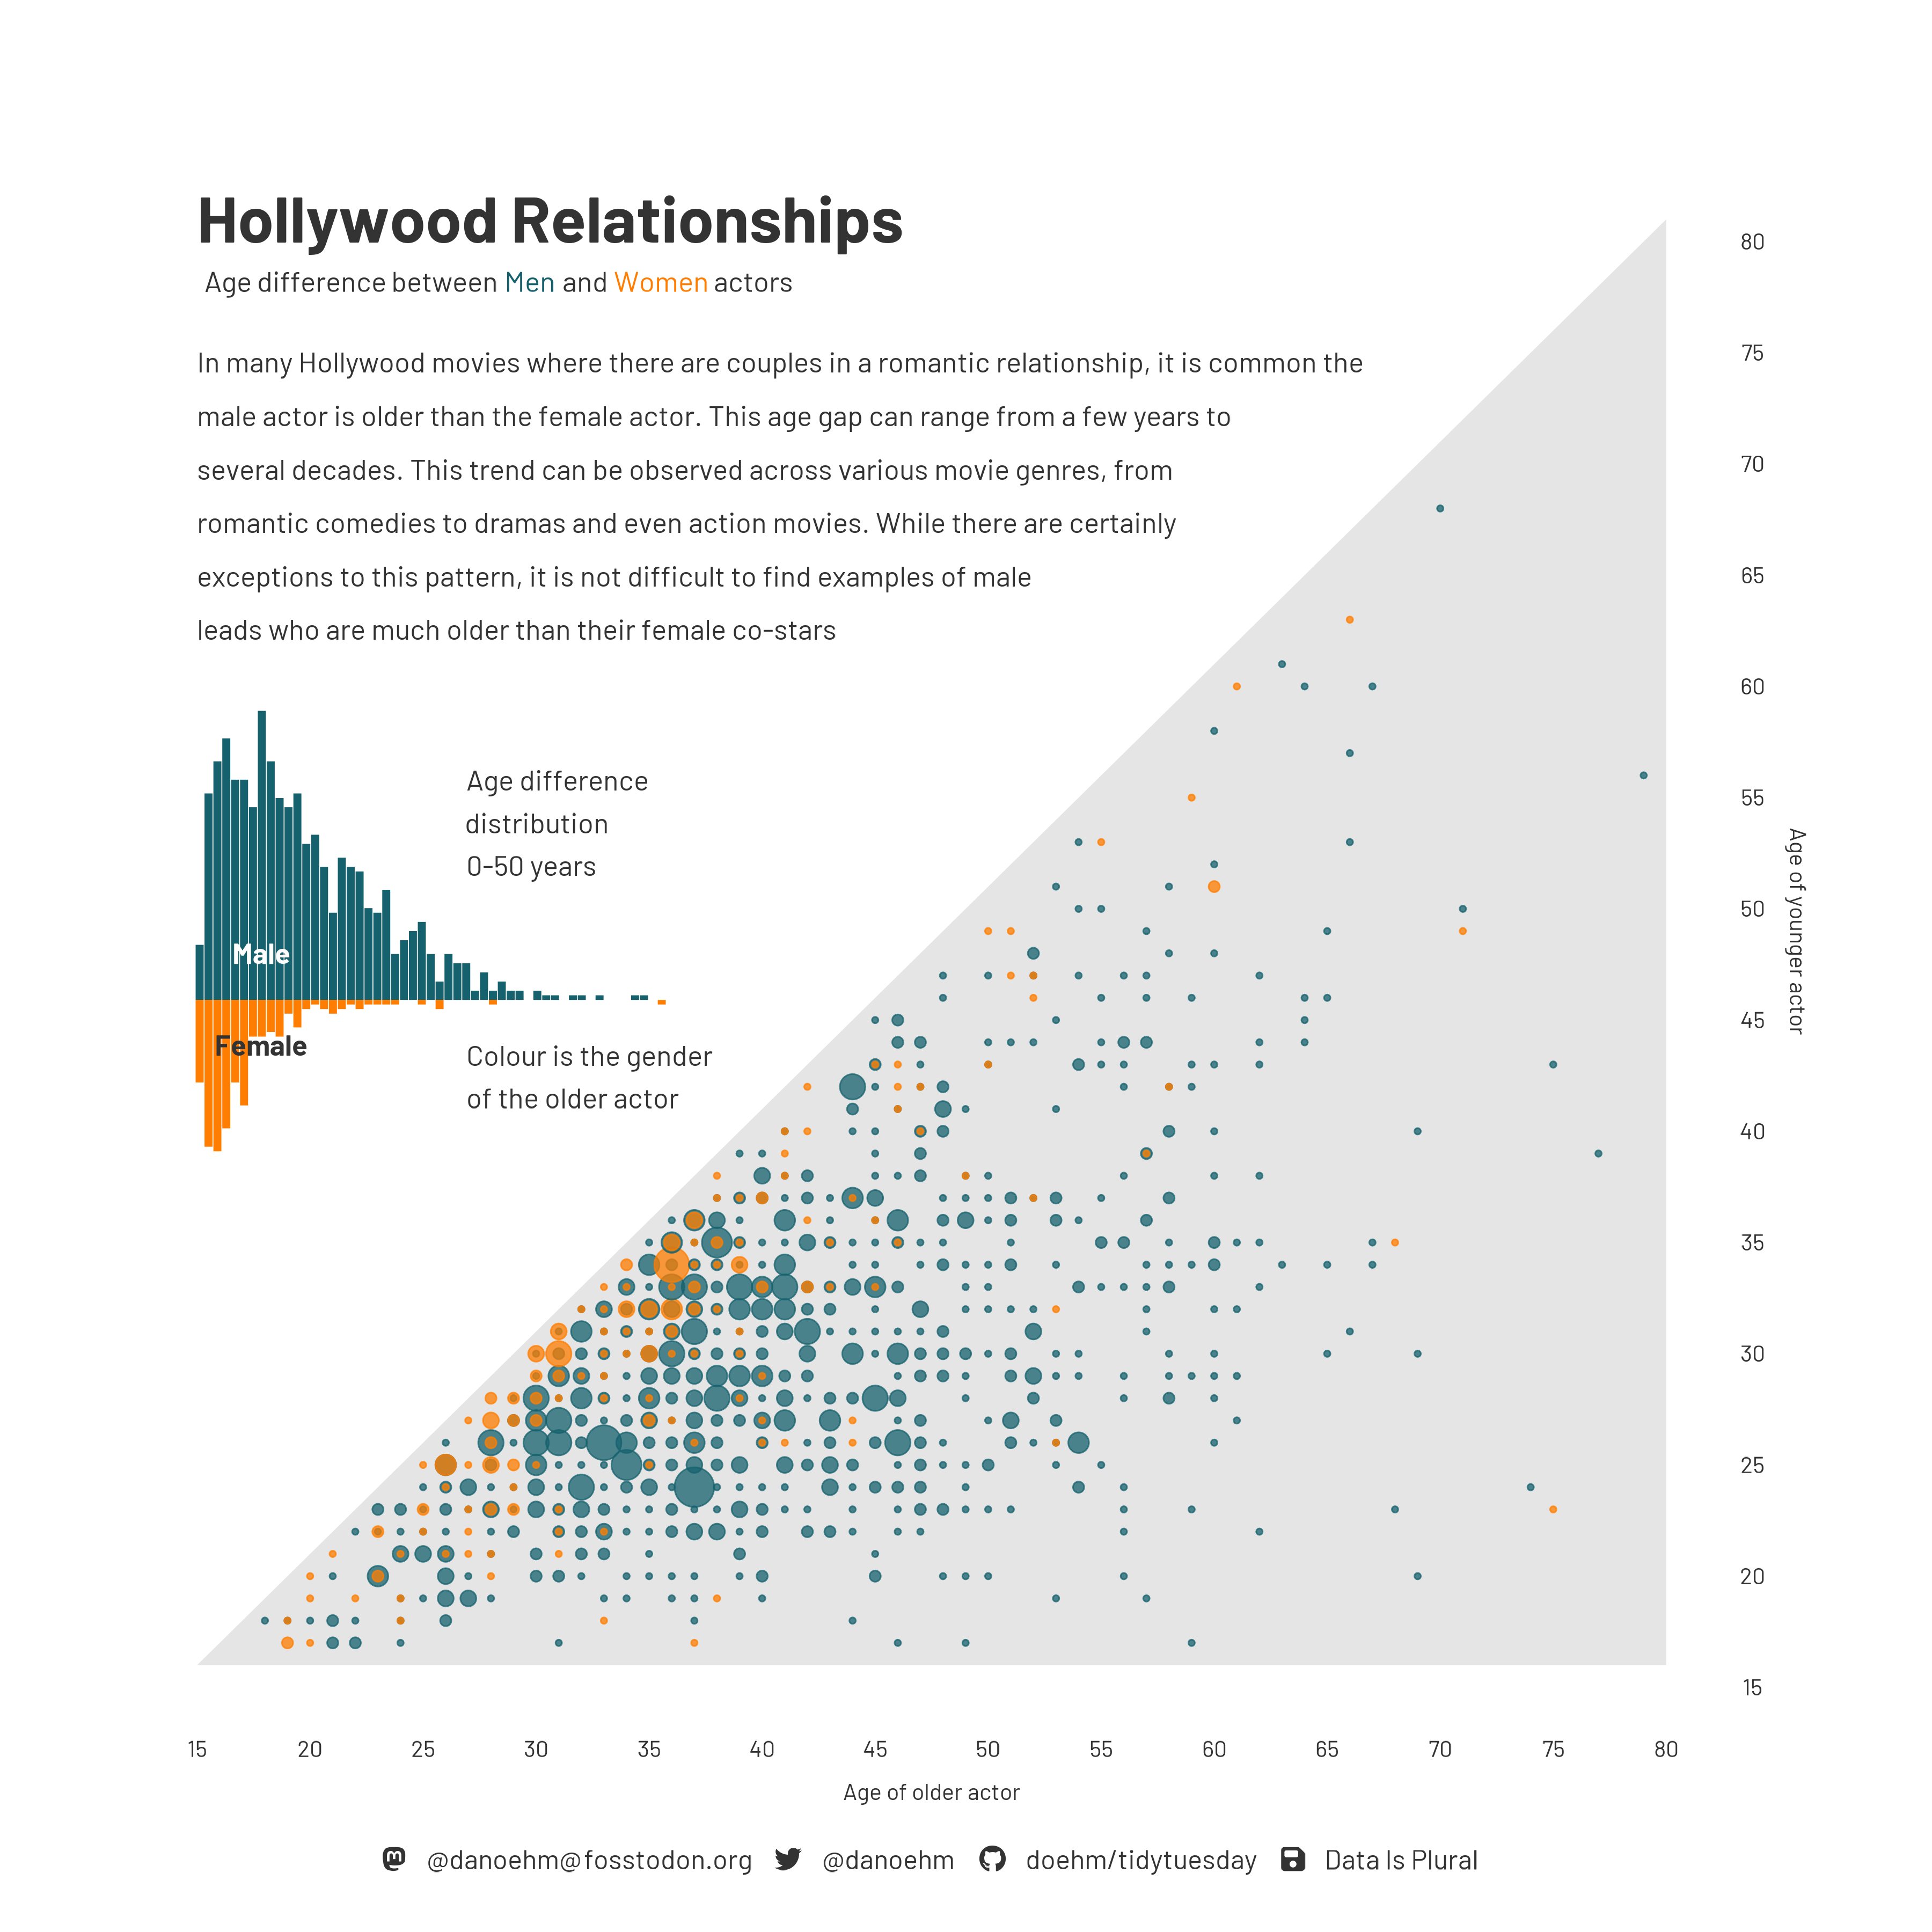 Hollywood Relationships
Age difference between Men and Women actors
In many Hollywood movies where there are couples in a romantic relationship, it is common the
male actor is older than the female actor. This age gap can range from a few years to
several decades. This trend can be observed across various movie genres, from
romantic comedies to dramas and even action movies. While there are certainly
exceptions to this pattern, it is not difficult to find examples of male
leads who are much older than their female co-stars
Age difference
distribution
0-50 years
Male
Female
Colour is the gender
of the older actor
80
75
70
65
60
55
50
45
40
35
30
25
20
15
Age of younger actor
15 20 25 30 35 40 45 50 55 60 65 70 75 80
Age of older actor
@danoehm@fosstodon.org @danoehm doehm/tidytuesday Data Is Plural